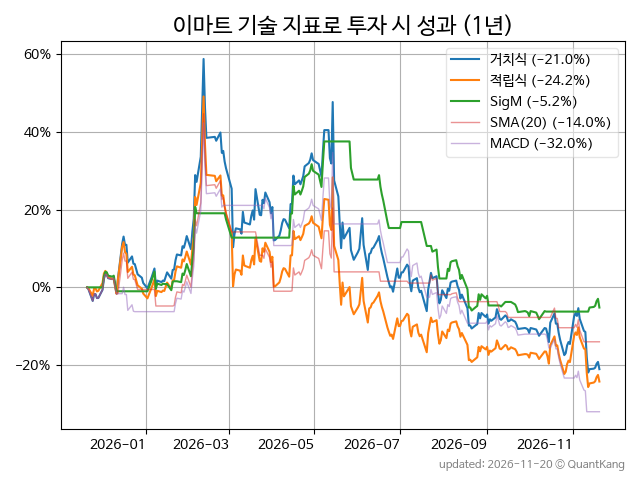 이마트 기술 지표로 투자 시 성과 (1년)
60%
40%
20%
0%
−20%
거치식 (−21.0%)
적립식 (−24.2%)
SigM (−5.2%)
SMA(20) (−14.0%)
MACD (−32.0%)
2026-01 2026-03 2026-05 2026-07 2026-09 2026-11
updated: 2026-11-20 © QuantKang